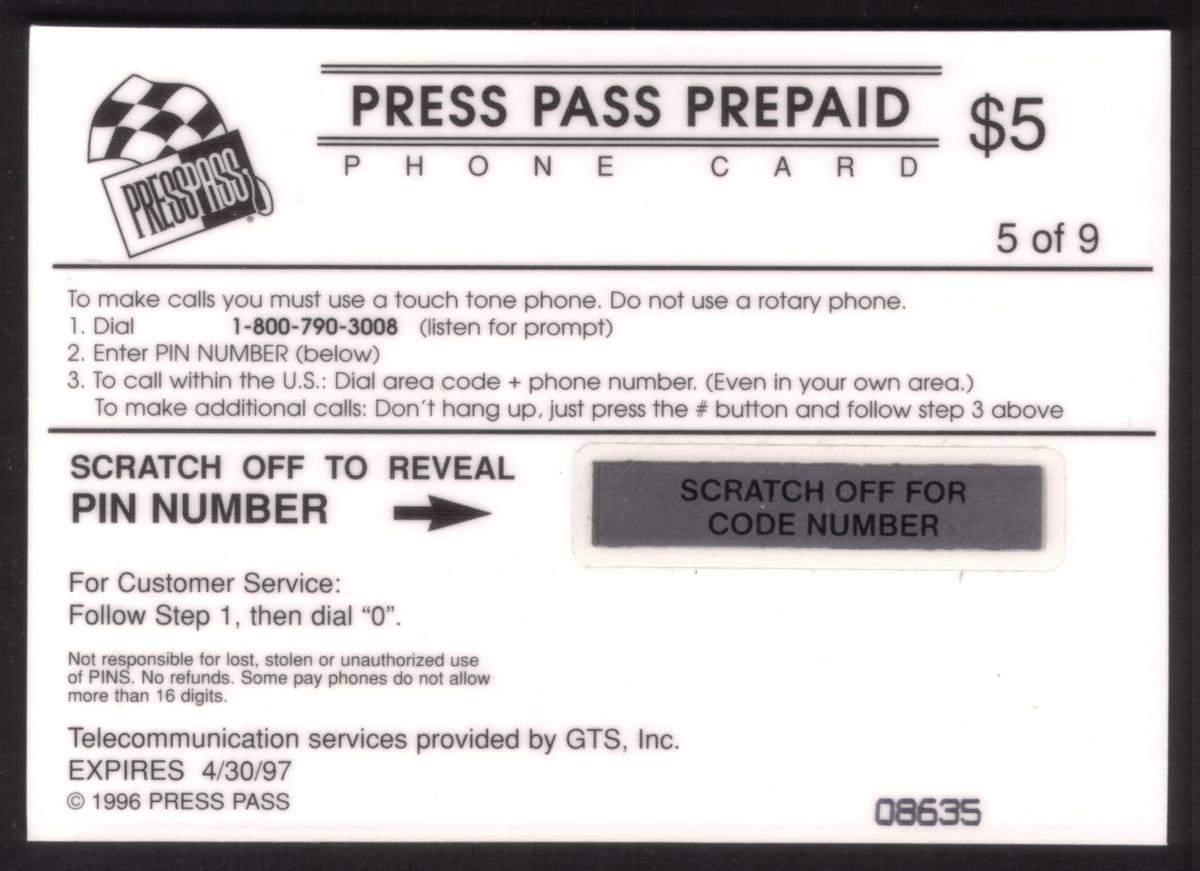 PRESS PASS PREPAID
$5
PHONE CARD
PRESS PASS
5 of 9
To make calls you must use a touch tone phone. Do not use a rotary phone.
1. Dial 1-800-790-3008 (listen for prompt)
2. Enter PIN NUMBER (below)
3. To call within the U.S.: Dial area code + phone number. (Even in your own area.)
To make additional calls: Don't hang up, just press the # button and follow step 3 above
SCRATCH OFF TO REVEAL
PIN NUMBER
SCRATCH OFF FOR
CODE NUMBER
For Customer Service:
Follow Step 1, then dial “0”.
Not responsible for lost, stolen or unauthorized use
of PINS. No refunds. Some pay phones do not allow
more than 16 digits.
Telecommunication services provided by GTS, Inc.
EXPIRES 4/30/97
© 1996 PRESS PASS
08635